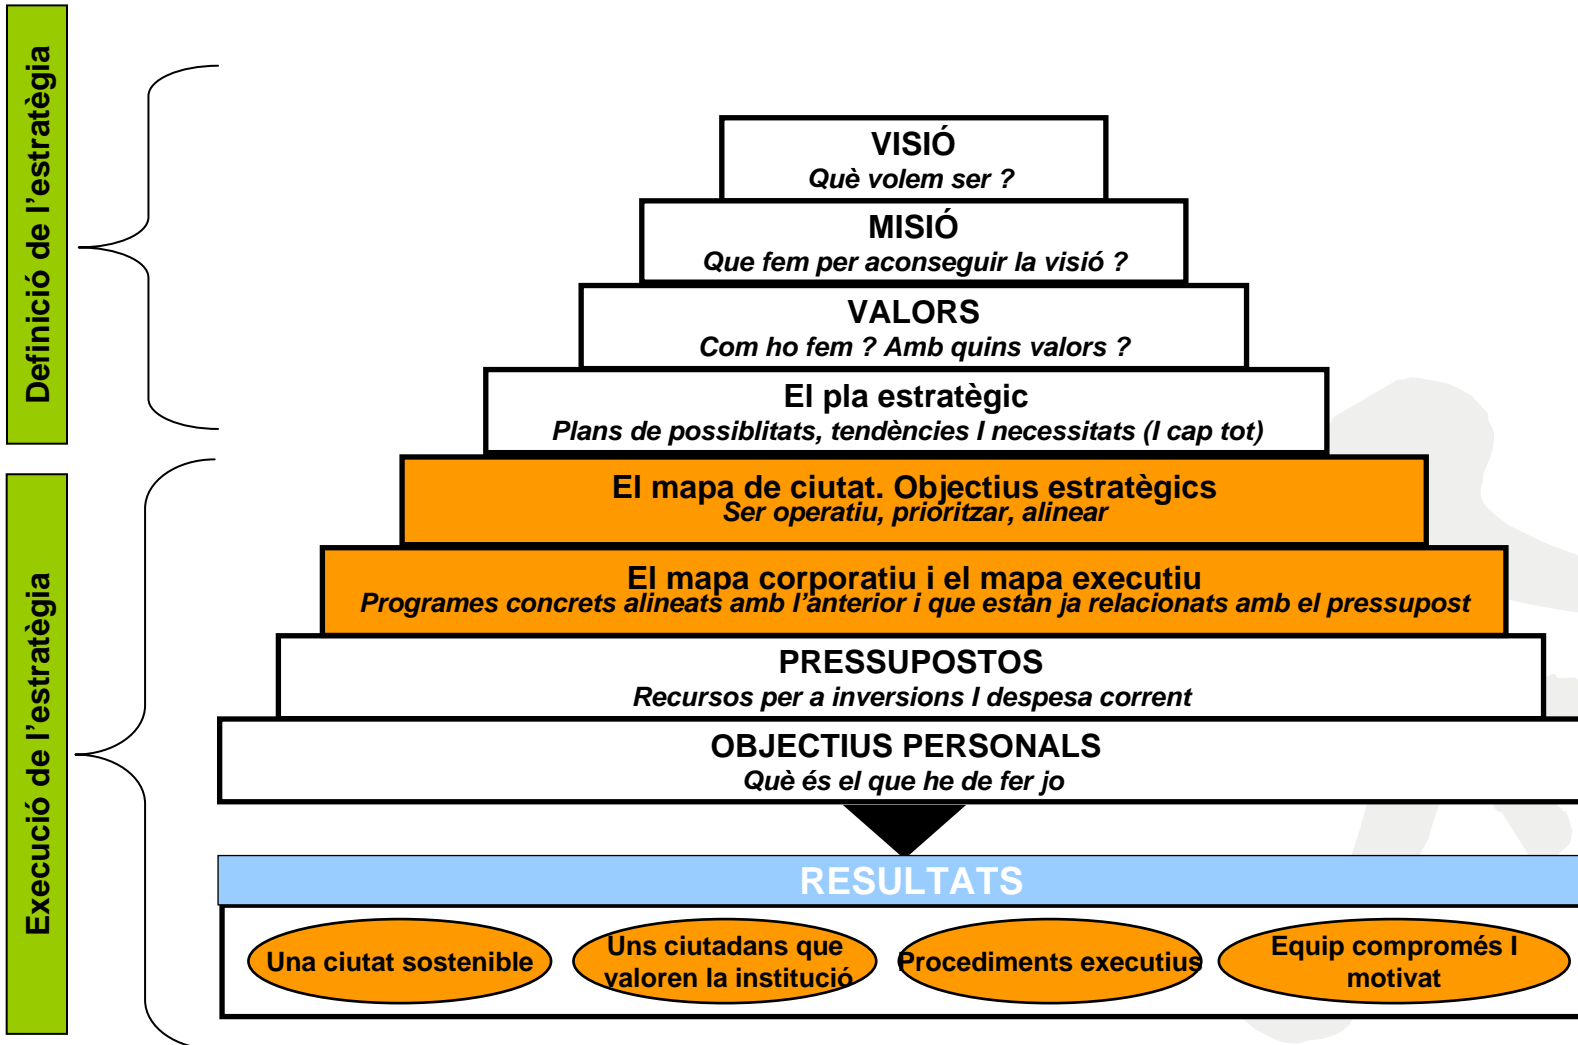 Definició de l'estratègia
VISIÓ
Què volem ser ?
MISIÓ
Que fem per aconseguir la visió ?
VALORS
Com ho fem ? Amb quins valors ?
El pla estratègic
Plans de possiblitats, tendències I necessitats (I cap tot)
Execució de l'estratègia
El mapa de ciutat. Objectius estratègics
Ser operatiu, prioritzar, alinear
El mapa corporatiu i el mapa executiu
Programes concrets alineats amb l'anterior i que están ja relacionats amb el pressupost
PRESSUPOSTOS
Recursos per a inversions I despesa corrent
OBJECTIUS PERSONALS
Què és el que he de fer jo
RESULTATS
Una ciutat sostenible
Uns ciutadans que
valoren la institució
Procediments executius
Equip compromés I
motivat